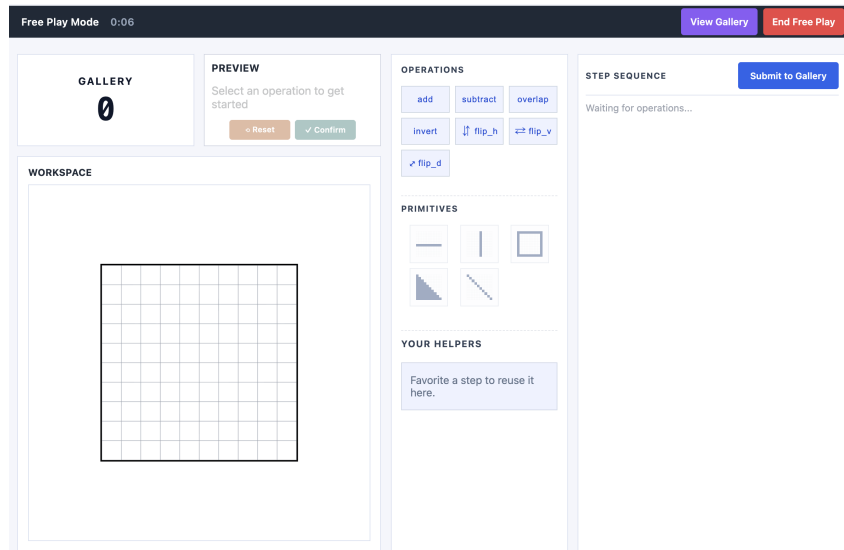 Free Play Mode 0:06 View Gallery End Free Play
GALLERY
0
PREVIEW
Select an operation to get
started
Reset ✓ Confirm
WORKSPACE
OPERATIONS
add subtract overlap
invert flip_h flip_v
flip_d
PRIMITIVES
YOUR HELPERS
Favorite a step to reuse it
here.
STEP SEQUENCE Submit to Gallery
Waiting for operations...